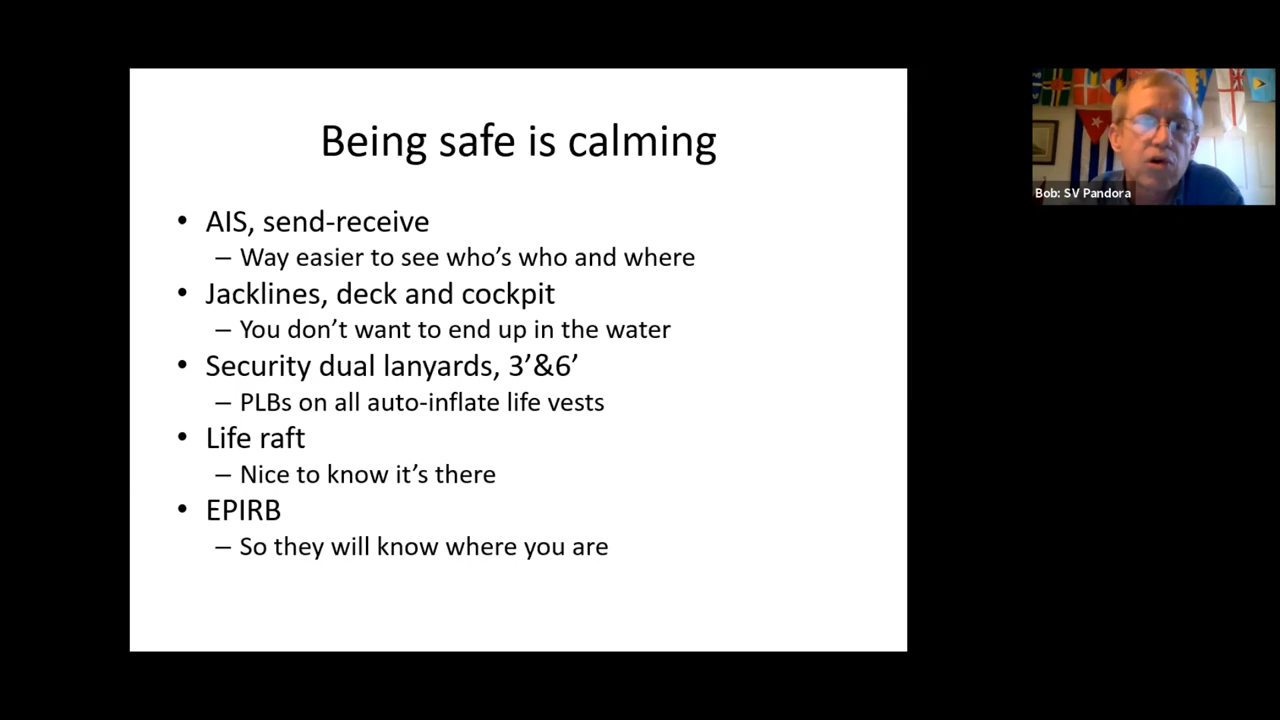 Being safe is calming
• AIS, send-receive
– Way easier to see who’s who and where
• Jacklines, deck and cockpit
– You don’t want to end up in the water
• Security dual lanyards, 3’&6’
– PLBs on all auto-inflate life vests
• Life raft
– Nice to know it’s there
• EPIRB
– So they will know where you are
Bob: SV Pandora